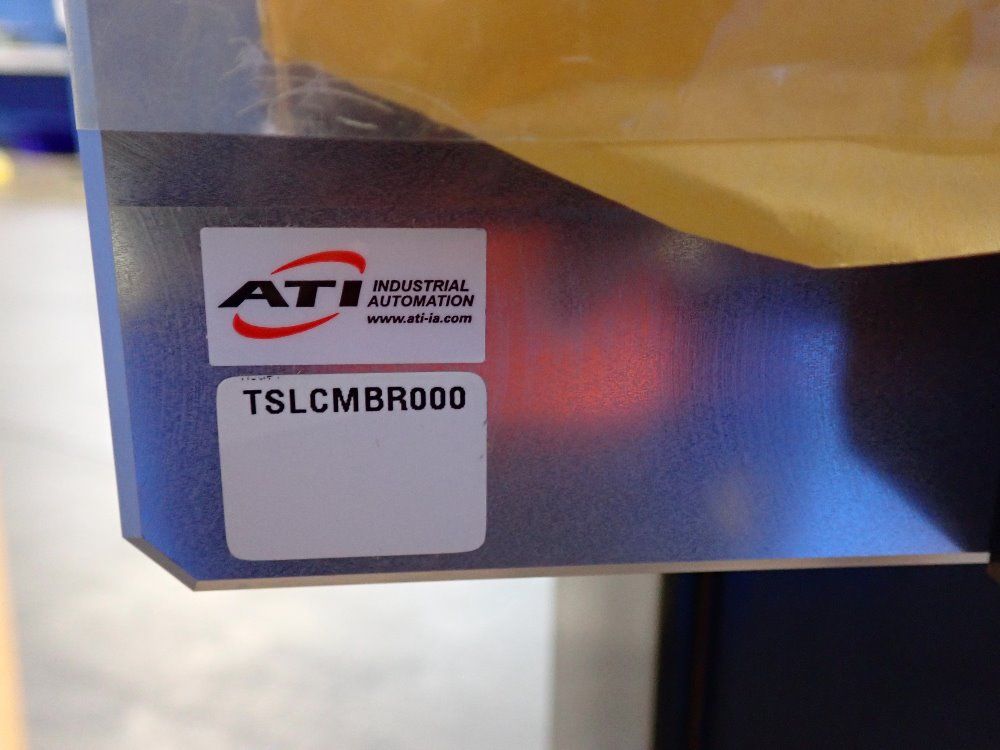 ATI INDUSTRIAL
AUTOMATION
www.ati-ia.com
TSLCMBR000